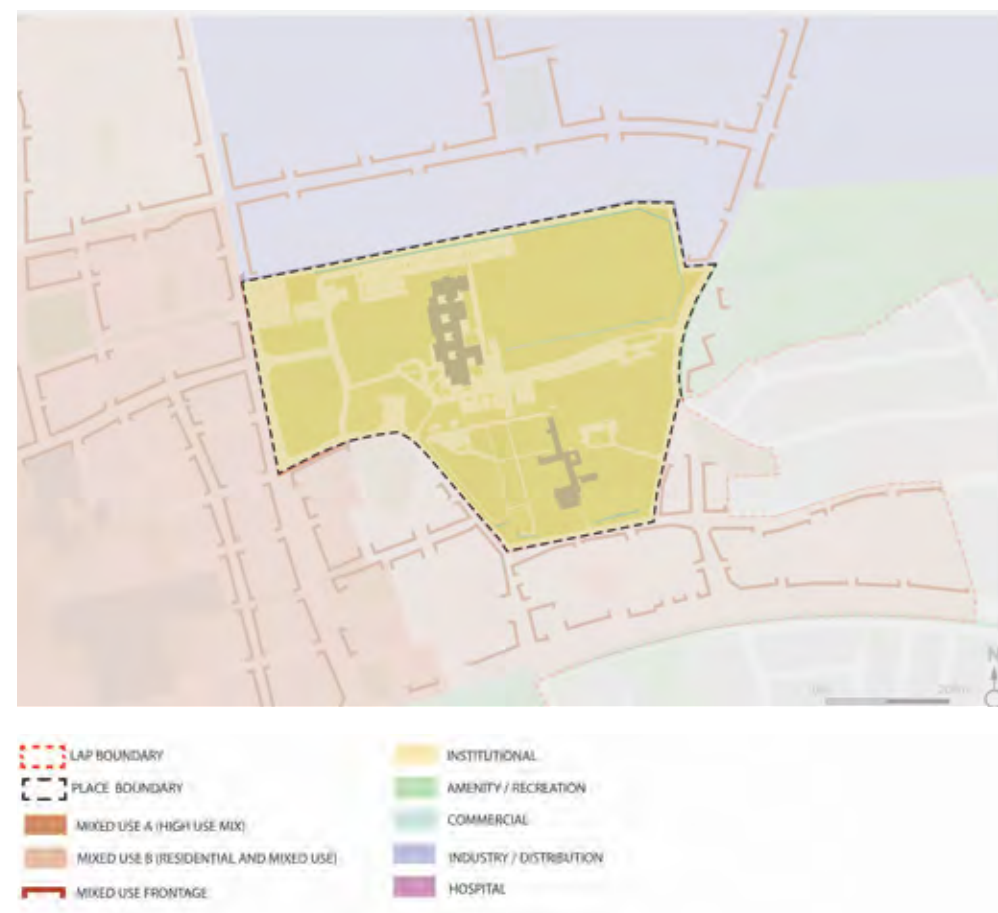 N
LAP BOUNDARY
PLACE BOUNDARY
MIXED USE A (HIGH USE MIX)
MIXED USE B (RESIDENTIAL AND MIXED USE)
MIXED USE FRONTAGE
INSTITUTIONAL
AMENITY / RECREATION
COMMERCIAL
INDUSTRY / DISTRIBUTION
HOSPITAL